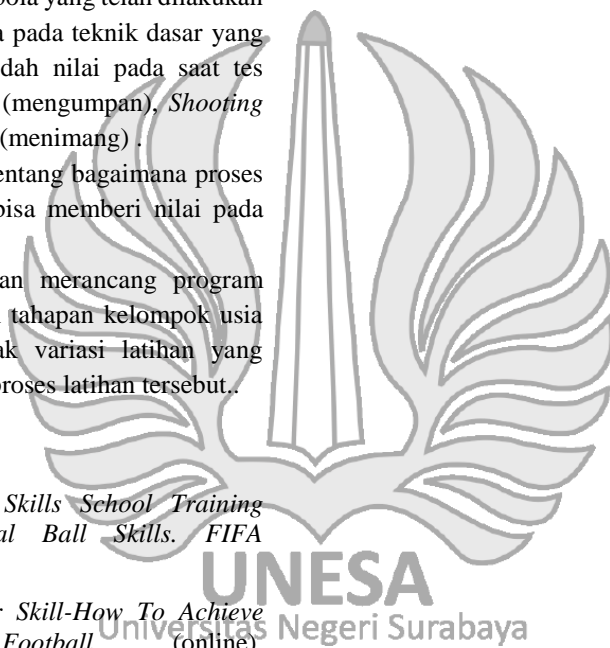 bola yang telah dilakukan
pada teknik dasar yang
dah nilai pada saat tes
(mengumpan), Shooting
(menimang) .
entang bagaimana proses
bisa memberi nilai pada
an merancang program
tahapan kelompok usia
ak variasi latihan yang
proses latihan tersebut..
Skills School Training
al Ball Skills. FIFA
Skill-How To Achieve
Football (online)
UNESA
Universitas Negeri Surabaya